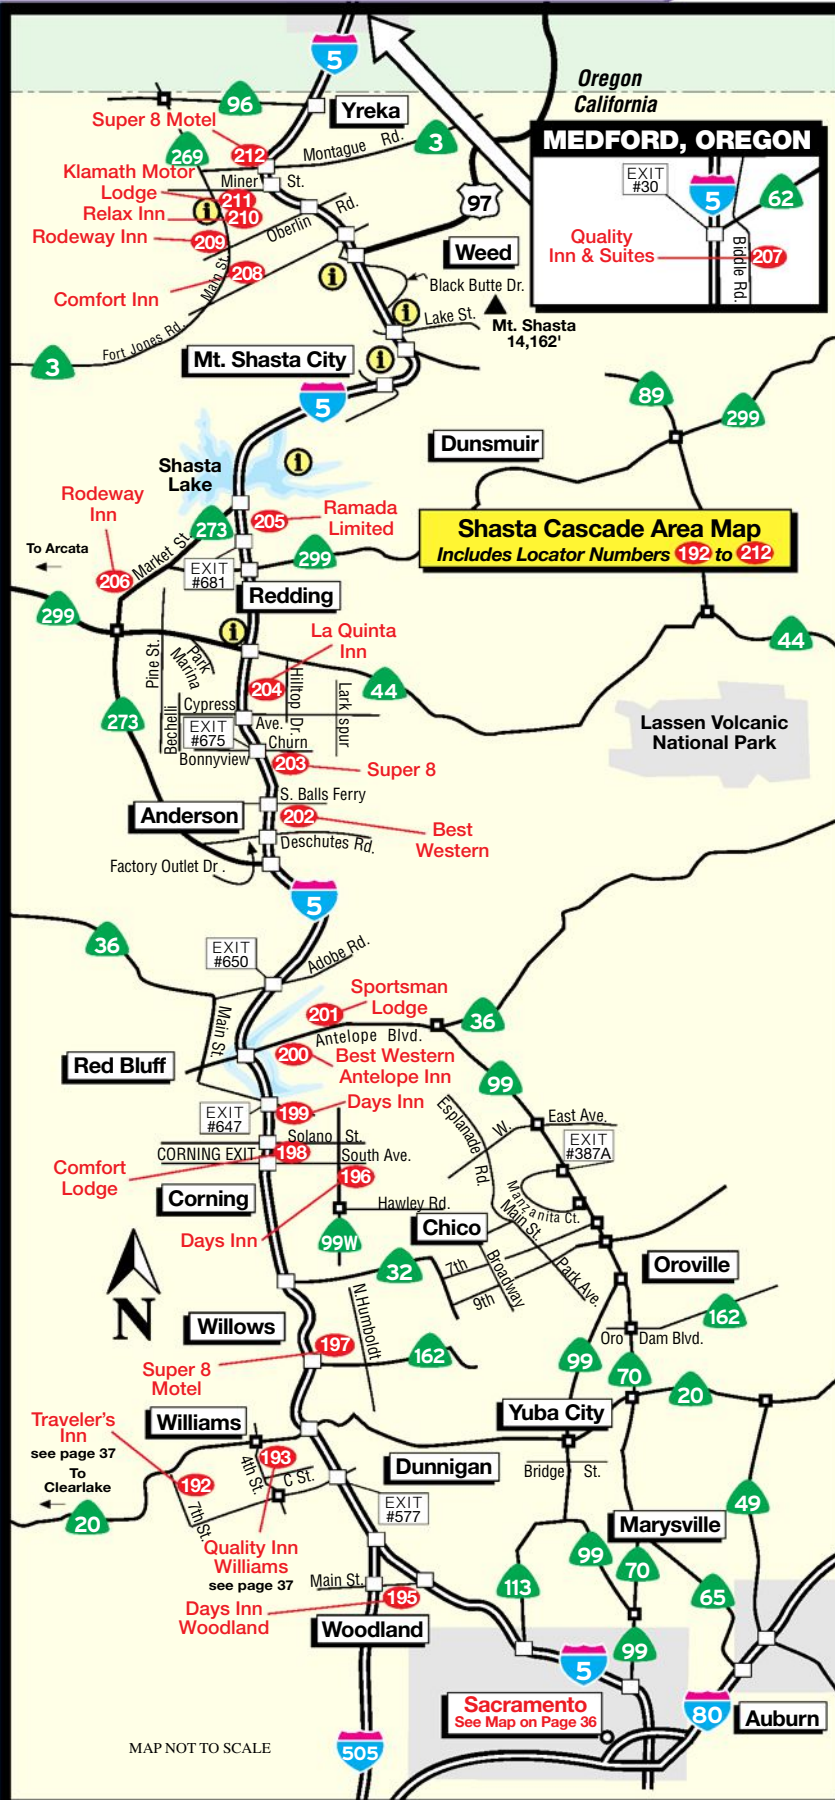 5
Oregon
California
96
Yreka
Super 8 Motel
212
269
Montague Rd.
3
MEDFORD, OREGON
EXIT
#30
5
62
Quality
Inn & Suites
207
Biddle Rd.
Klamath Motor
Lodge
211
Miner St.
Relax Inn
210
97
Rodeway Inn
209
Oberlin Rd.
Main St.
208
Comfort Inn
Weed
Black Butte Dr.
Lake St.
Mt. Shasta
14,162'
Fort Jones Rd.
3
Mt. Shasta City
5
89
299
Dunsmuir
Shasta
Lake
Rodeway
Inn
Ramada
Limited
205
273
Market St.
To Arcata
206
EXIT
#681
299
Shasta Cascade Area Map
Includes Locator Numbers 192 to 212
Redding
299
44
La Quinta
Inn
Pine St.
Park
Marina
204
Hilltop Dr.
44
Lark spur
Cypress
Ave.
Bechelli
EXIT
#675
273
Churn
Bonnyview
203
Super 8
Lassen Volcanic
National Park
S. Balls Ferry
Anderson
202
Best
Western
Deschutes Rd.
Factory Outlet Dr .
5
36
EXIT
#650
Adobe Rd.
Sportsman
Lodge
201
36
Main St.
Antelope Blvd.
Red Bluff
200
Best Western
Antelope Inn
99
EXIT
#647
199
Days Inn
Esplanade
Rd.
W.
East Ave.
EXIT
#387A
Solano St.
CORNING EXIT
198
South Ave.
Comfort
Lodge
196
Corning
Hawley Rd.
Manzanita Ct.
Days Inn
99W
Chico
Main St.
32
7th
Broadway
Park Ave.
9th
Oroville
N
N.Humboldt
162
Willows
197
162
Oro Dam Blvd.
Super 8
Motel
99
70
20
Traveler's
Inn
see page 37
Williams
Yuba City
To
Clearlake
193
4th St.
C St.
192
Dunnigan
Bridge St.
20
7th St.
EXIT
#577
49
Quality Inn
Williams
see page 37
Marysville
99
70
Main St.
113
65
Days Inn
Woodland
195
Woodland
99
5
Sacramento
See Map on Page 36
80
Auburn
MAP NOT TO SCALE
505